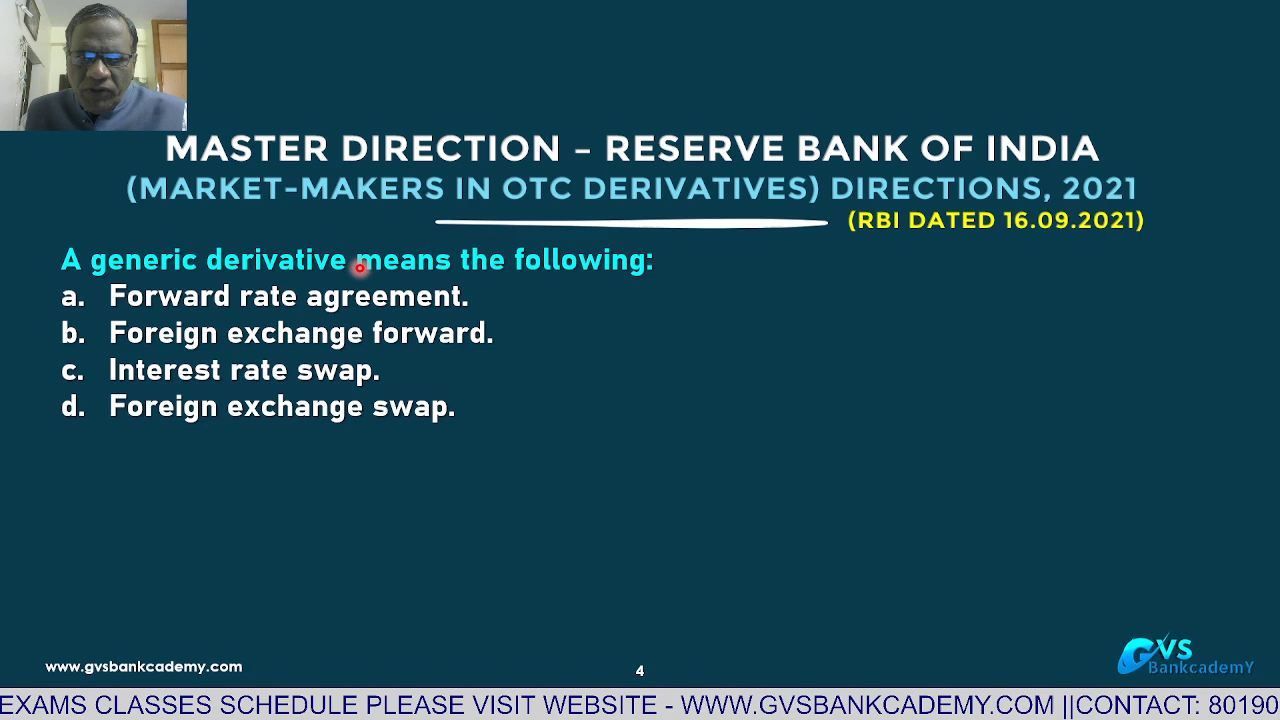 MASTER DIRECTION – RESERVE BANK OF INDIA
(MARKET-MAKERS IN OTC DERIVATIVES) DIRECTIONS, 2021
(RBI DATED 16.09.2021)
A generic derivative means the following:
a. Forward rate agreement.
b. Foreign exchange forward.
c. Interest rate swap.
d. Foreign exchange swap.
www.gvsbankcademy.com
4
GVS
BankcademY
EXAMS CLASSES SCHEDULE PLEASE VISIT WEBSITE - WWW.GVSBANKCADEMY.COM ||CONTACT: 80190